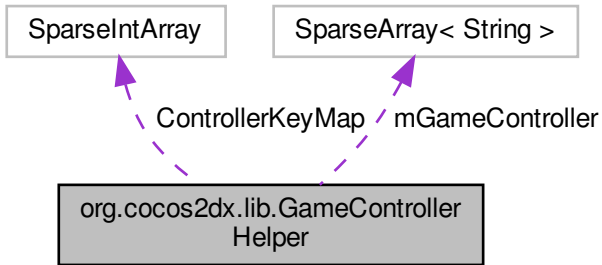 SparseIntArray
SparseArray< String >
ControllerKeyMap
mGameController
org.cocos2dx.lib.GameController
Helper